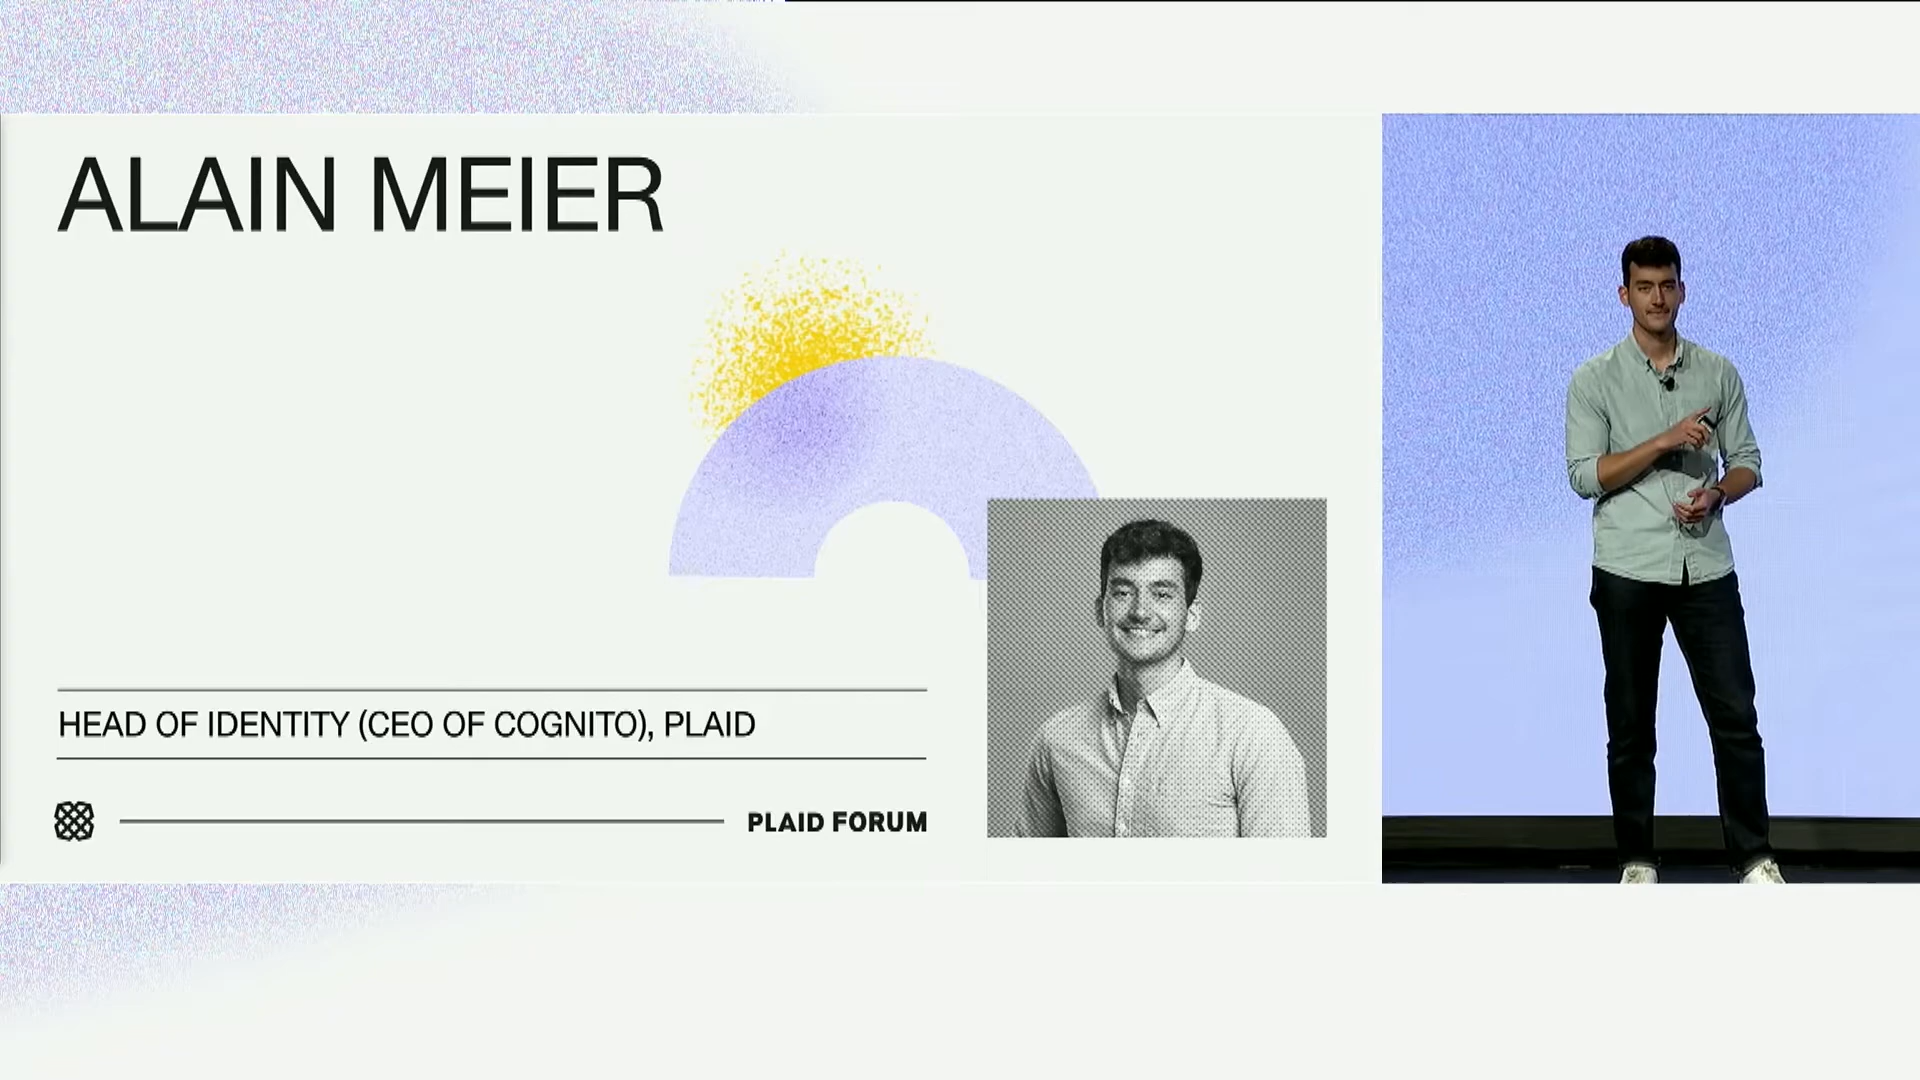 ALAIN MEIER
HEAD OF IDENTITY (CEO OF COGNITO), PLAID
PLAID FORUM